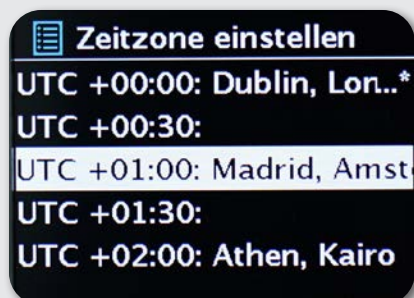 Zeitzone einstellen
UTC +00:00: Dublin, Lon..*
UTC +00:30:
UTC +01:00: Madrid, Amst
UTC +01:30:
UTC +02:00: Athen, Kairo